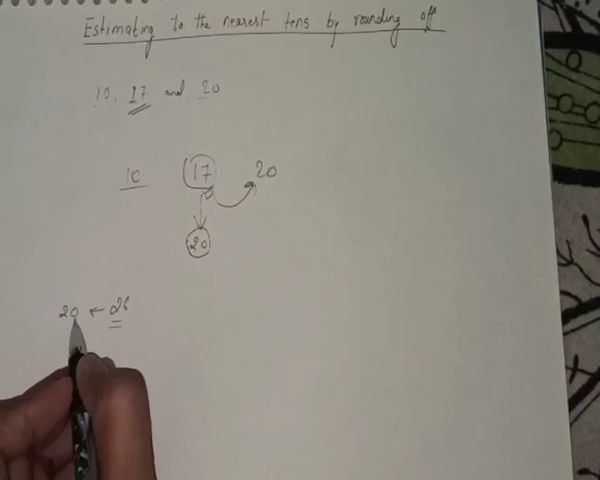 Estimating to the nearest tens by rounding off
10, 17 and 20
10 17 20
20
20 ← 26